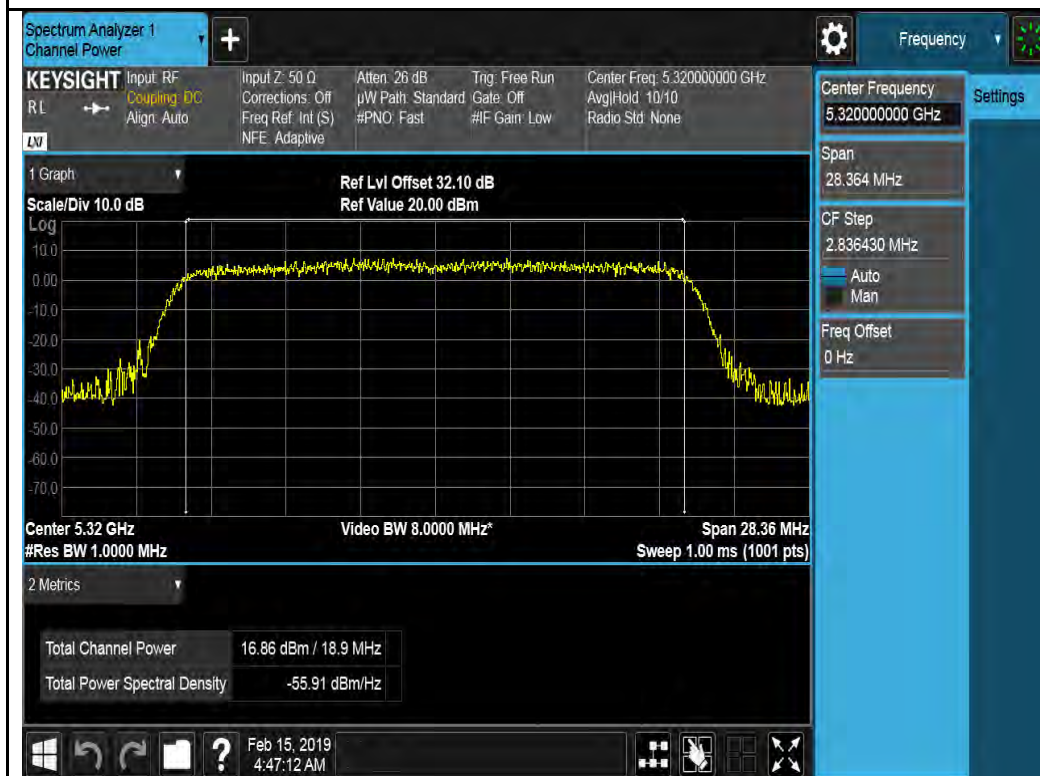 Spectrum Analyzer 1
Channel Power
+
Frequency
KEYSIGHT
RL
LXI
Input: RF
Coupling: DC
Align: Auto
Input Z: 50 Ω
Corrections: Off
Freq Ref: Int (S)
NFE: Adaptive
Atten: 26 dB
µW Path: Standard
#PNO: Fast
Trig: Free Run
Gate: Off
#IF Gain: Low
Center Freq: 5.320000000 GHz
Avg|Hold: 10/10
Radio Std: None
Center Frequency
5.320000000 GHz
Settings
Span
28.364 MHz
CF Step
2.836430 MHz
Auto
Man
Freq Offset
0 Hz
1 Graph
Scale/Div 10.0 dB
Ref Lvl Offset 32.10 dB
Ref Value 20.00 dBm
Log
10.0
0.00
-10.0
-20.0
-30.0
-40.0
-50.0
-60.0
-70.0
Center 5.32 GHz
#Res BW 1.0000 MHz
Video BW 8.0000 MHz*
Span 28.36 MHz
Sweep 1.00 ms (1001 pts)
2 Metrics
Total Channel Power 16.86 dBm / 18.9 MHz
Total Power Spectral Density -55.91 dBm/Hz
?
Feb 15, 2019
4:47:12 AM